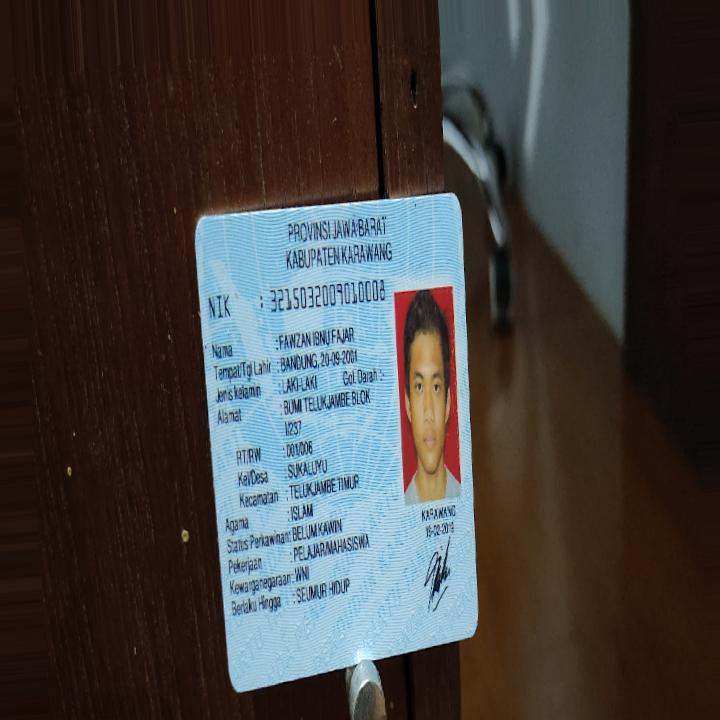 PROVINSI JAWA BARAT
KABUPATEN KARAWANG
NIK : 3215032009010008
Nama : FAWZAN IBNU FAJAR
Tempat/Tgl Lahir : BANDUNG, 20-09-2001
Jenis kelamin : LAKI-LAKI Gol. Darah :-
Alamat : BUMI TELUKJAMBE BLOK
I/237
RT/RW : 001/006
Kel/Desa : SUKALUYU
Kecamatan : TELUKJAMBE TIMUR
Agama : ISLAM
Status Perkawinan: BELUM KAWIN
Pekerjaan : PELAJAR/MAHASISWA
Kewarganegaraan: WNI
Berlaku Hingga : SEUMUR HIDUP
KARAWANG
18-02-2019